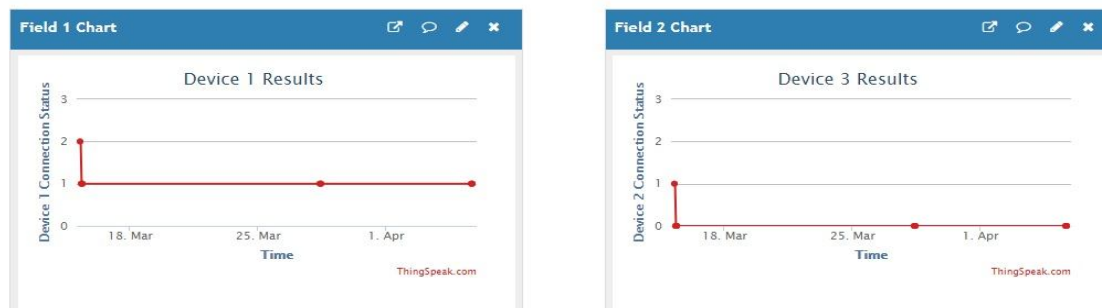 Field 1 Chart
Device 1 Results
Device 1 Connection Status
3
2
1
0
18. Mar
25. Mar
1. Apr
Time
ThingSpeak.com
Field 2 Chart
Device 3 Results
Device 2 Connection Status
3
2
1
0
18. Mar
25. Mar
1. Apr
Time
ThingSpeak.com